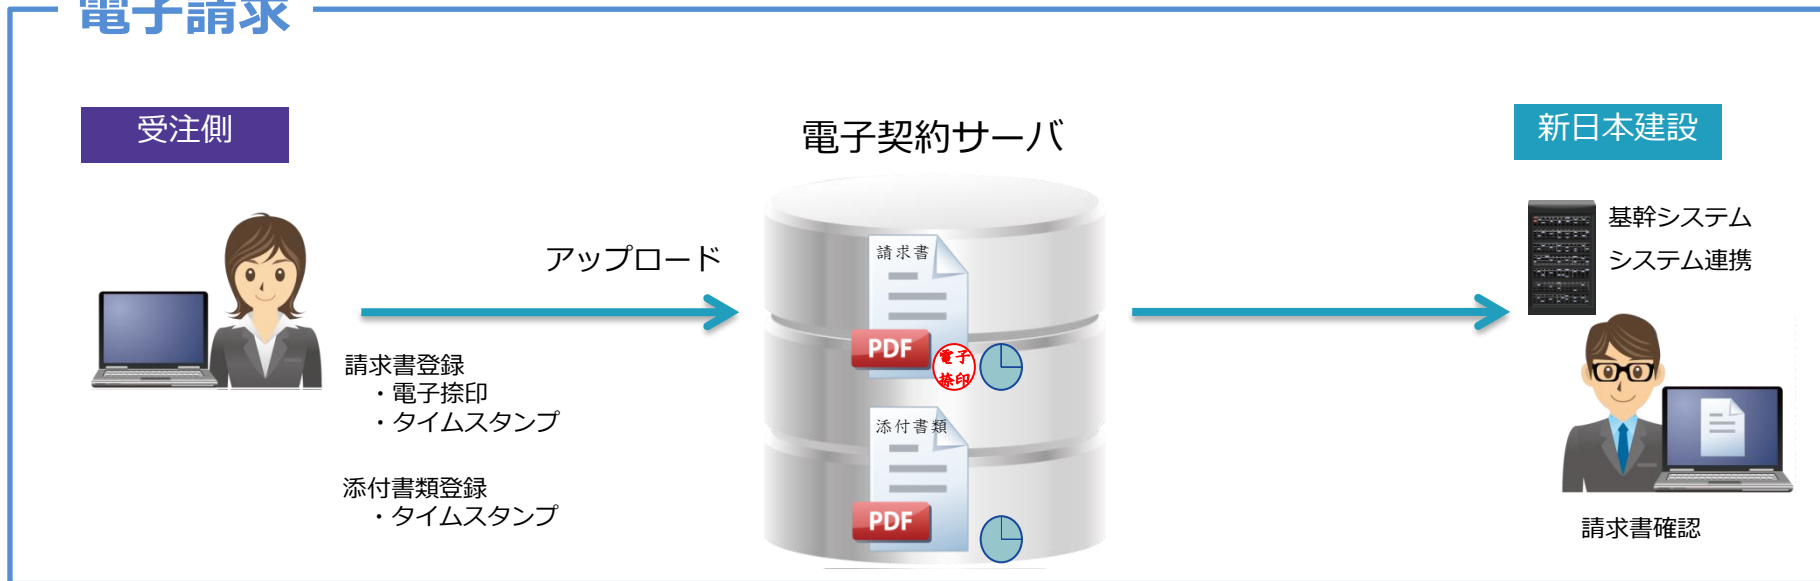 電子請求
受注側
電子契約サーバ
新日本建設
基幹システム
システム連携
アップロード
請求書
PDF
電子
捺印
請求書登録
・電子捺印
・タイムスタンプ
添付書類
PDF
添付書類登録
・タイムスタンプ
請求書確認